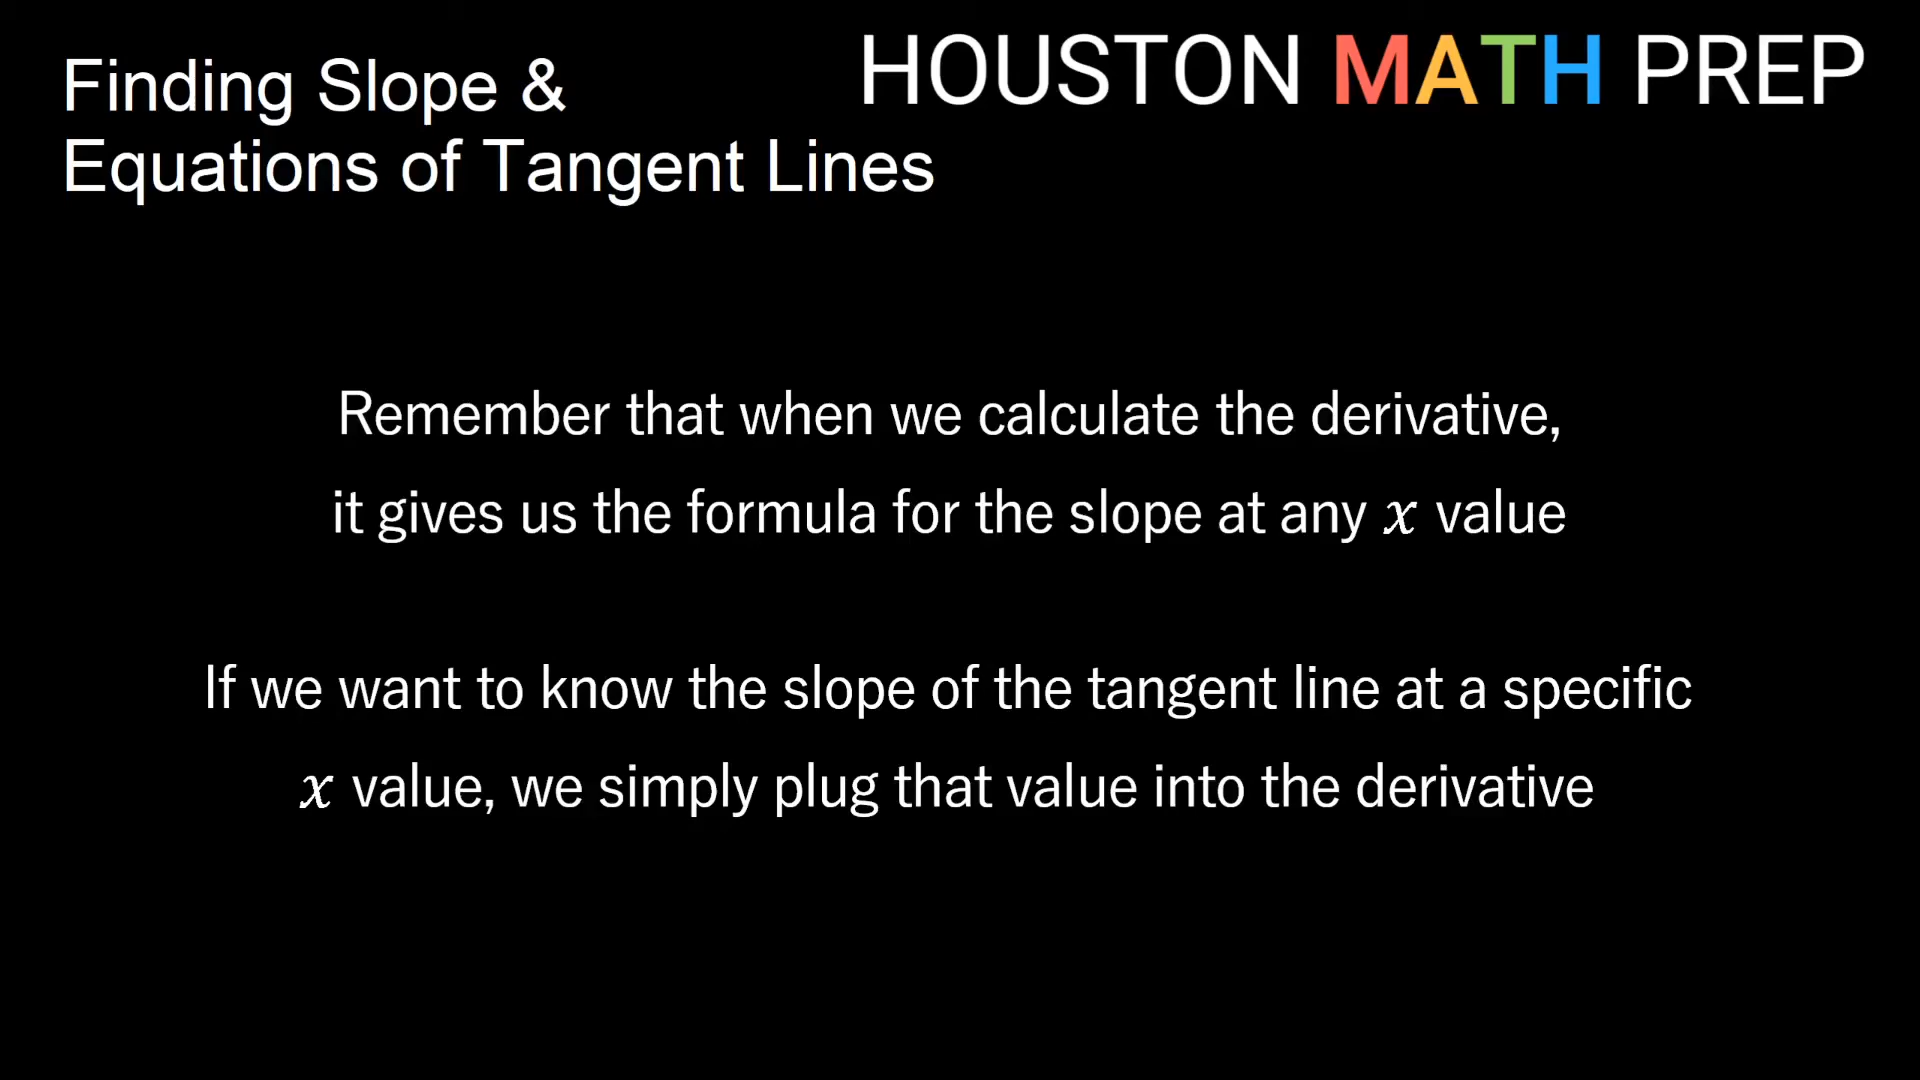 Finding Slope &
Equations of Tangent Lines
HOUSTON MATH PREP
Remember that when we calculate the derivative,
it gives us the formula for the slope at any x value
If we want to know the slope of the tangent line at a specific
x value, we simply plug that value into the derivative